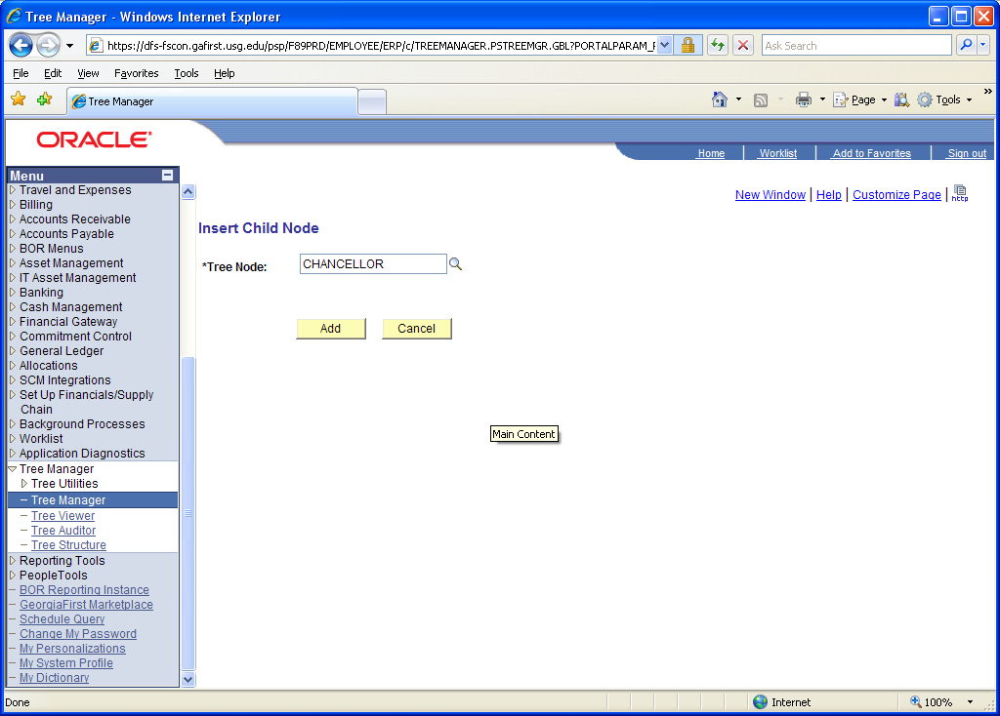 Tree Manager - Windows Internet Explorer
https://dfs-fscon.gafirst.usg.edu/psp/F89PRD/EMPLOYEE/ERP/c/TREEMANAGER.PSTREEMGR.GBL?PORTALPARAM_F
Ask Search
File Edit View Favorites Tools Help
Tree Manager
Page Tools »
ORACLE®
Home Worklist Add to Favorites Sign out
Menu
Travel and Expenses
Billing
Accounts Receivable
Accounts Payable
BOR Menus
Asset Management
IT Asset Management
Banking
Cash Management
Financial Gateway
Commitment Control
General Ledger
Allocations
SCM Integrations
Set Up Financials/Supply
Chain
Background Processes
Worklist
Application Diagnostics
Tree Manager
Tree Utilities
– Tree Manager
– Tree Viewer
– Tree Auditor
– Tree Structure
Reporting Tools
PeopleTools
– BOR Reporting Instance
– GeorgiaFirst Marketplace
– Schedule Query
– Change My Password
– My Personalizations
– My System Profile
– My Dictionary
New Window | Help | Customize Page | http
Insert Child Node
*Tree Node: CHANCELLOR
Add Cancel
Main Content
Done Internet 100%